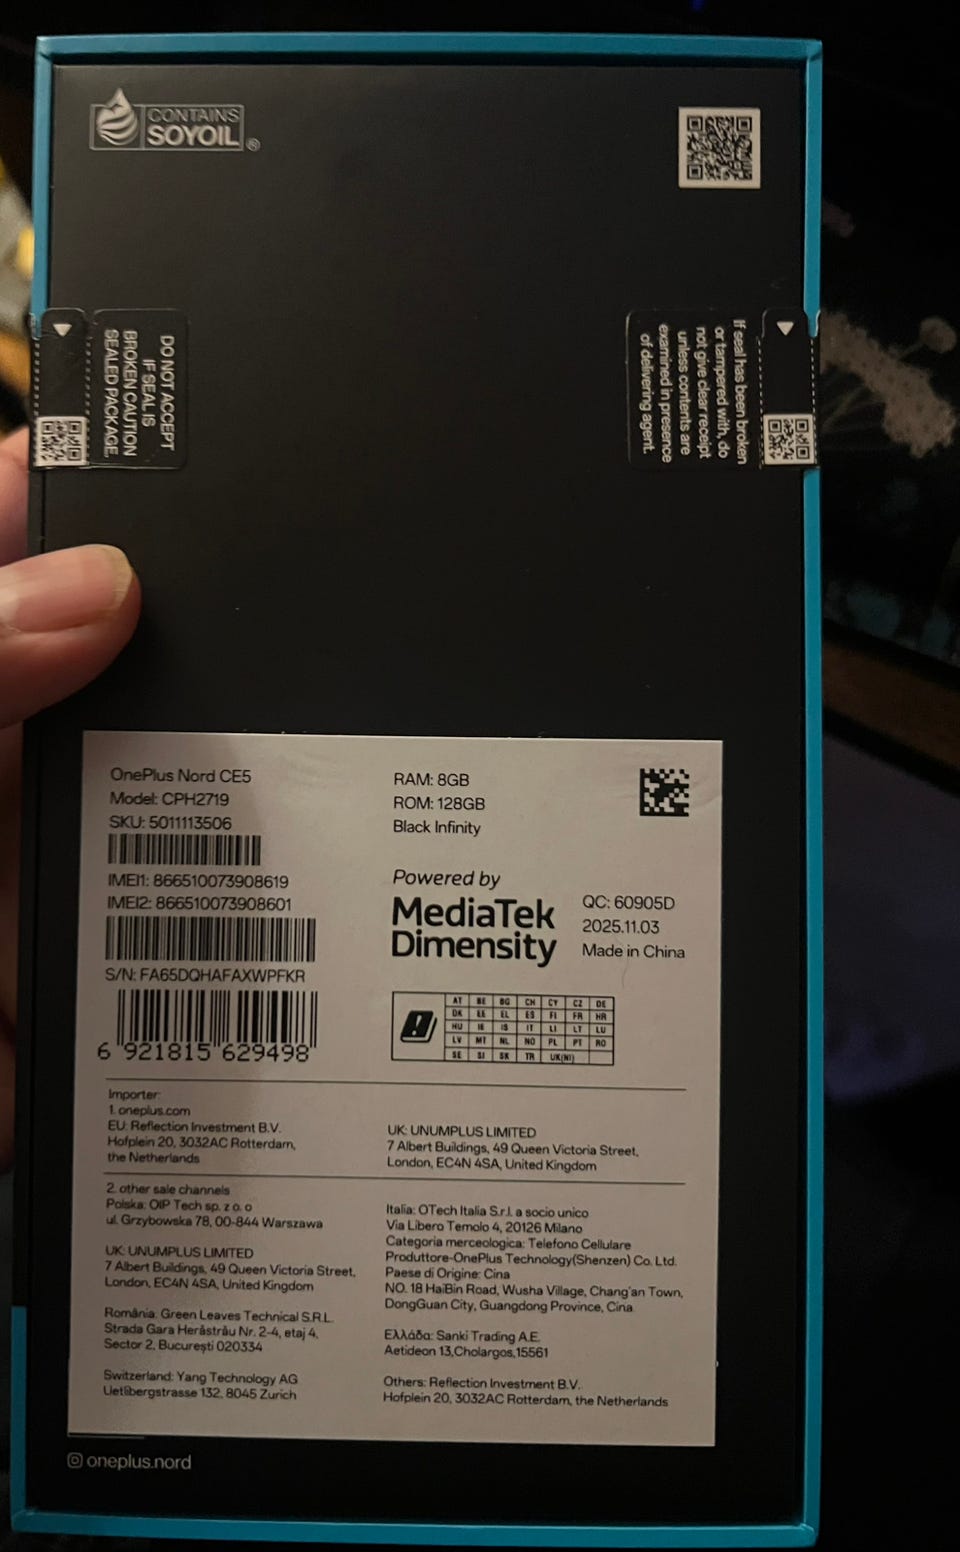 CONTAINS
SOYOIL ®
DO NOT ACCEPT
IF SEAL IS
BROKEN CAUTION
SEALED PACKAGE.
If seal has been broken
or tampered with, do
not give clear receipt
unless contents are
examined in presence
of delivering agent.
OnePlus Nord CE5
Model: CPH2719
SKU: 5011113506
IMEI1: 866510073908619
IMEI2: 866510073908601
S/N: FA65DQHAFAXWPFKR
6 921815 629498
RAM: 8GB
ROM: 128GB
Black Infinity
Powered by
MediaTek
Dimensity
QC: 60905D
2025.11.03
Made in China
AT BE BG CH CY CZ DE
DK EE EL ES FI FR HR
HU IE IS IT LI LT LU
LV MT NL NO PL PT RO
SE SI SK TR UK(NI)
Importer:
1. oneplus.com
EU: Reflection Investment B.V.
Hofplein 20, 3032AC Rotterdam,
the Netherlands
UK: UNUMPLUS LIMITED
7 Albert Buildings, 49 Queen Victoria Street,
London, EC4N 4SA, United Kingdom
2. other sale channels
Polska: OIP Tech sp. z o. o
ul. Grzybowska 78, 00-844 Warszawa
UK: UNUMPLUS LIMITED
7 Albert Buildings, 49 Queen Victoria Street,
London, EC4N 4SA, United Kingdom
România: Green Leaves Technical S.R.L.
Strada Gara Herăstrău Nr. 2-4, etaj 4,
Sector 2, București 020334
Switzerland: Yang Technology AG
Uetlibergstrasse 132, 8045 Zurich
Italia: OTech Italia S.r.l. a socio unico
Via Libero Temolo 4, 20126 Milano
Categoria merceologica: Telefono Cellulare
Produttore-OnePlus Technology(Shenzen) Co. Ltd.
Paese di Origine: Cina
NO. 18 HaiBin Road, Wusha Village, Chang'an Town,
DongGuan City, Guangdong Province, Cina
Ελλάδα: Sanki Trading A.E.
Aetideon 13,Cholargos,15561
Others: Reflection Investment B.V.
Hofplein 20, 3032AC Rotterdam, the Netherlands
oneplus.nord